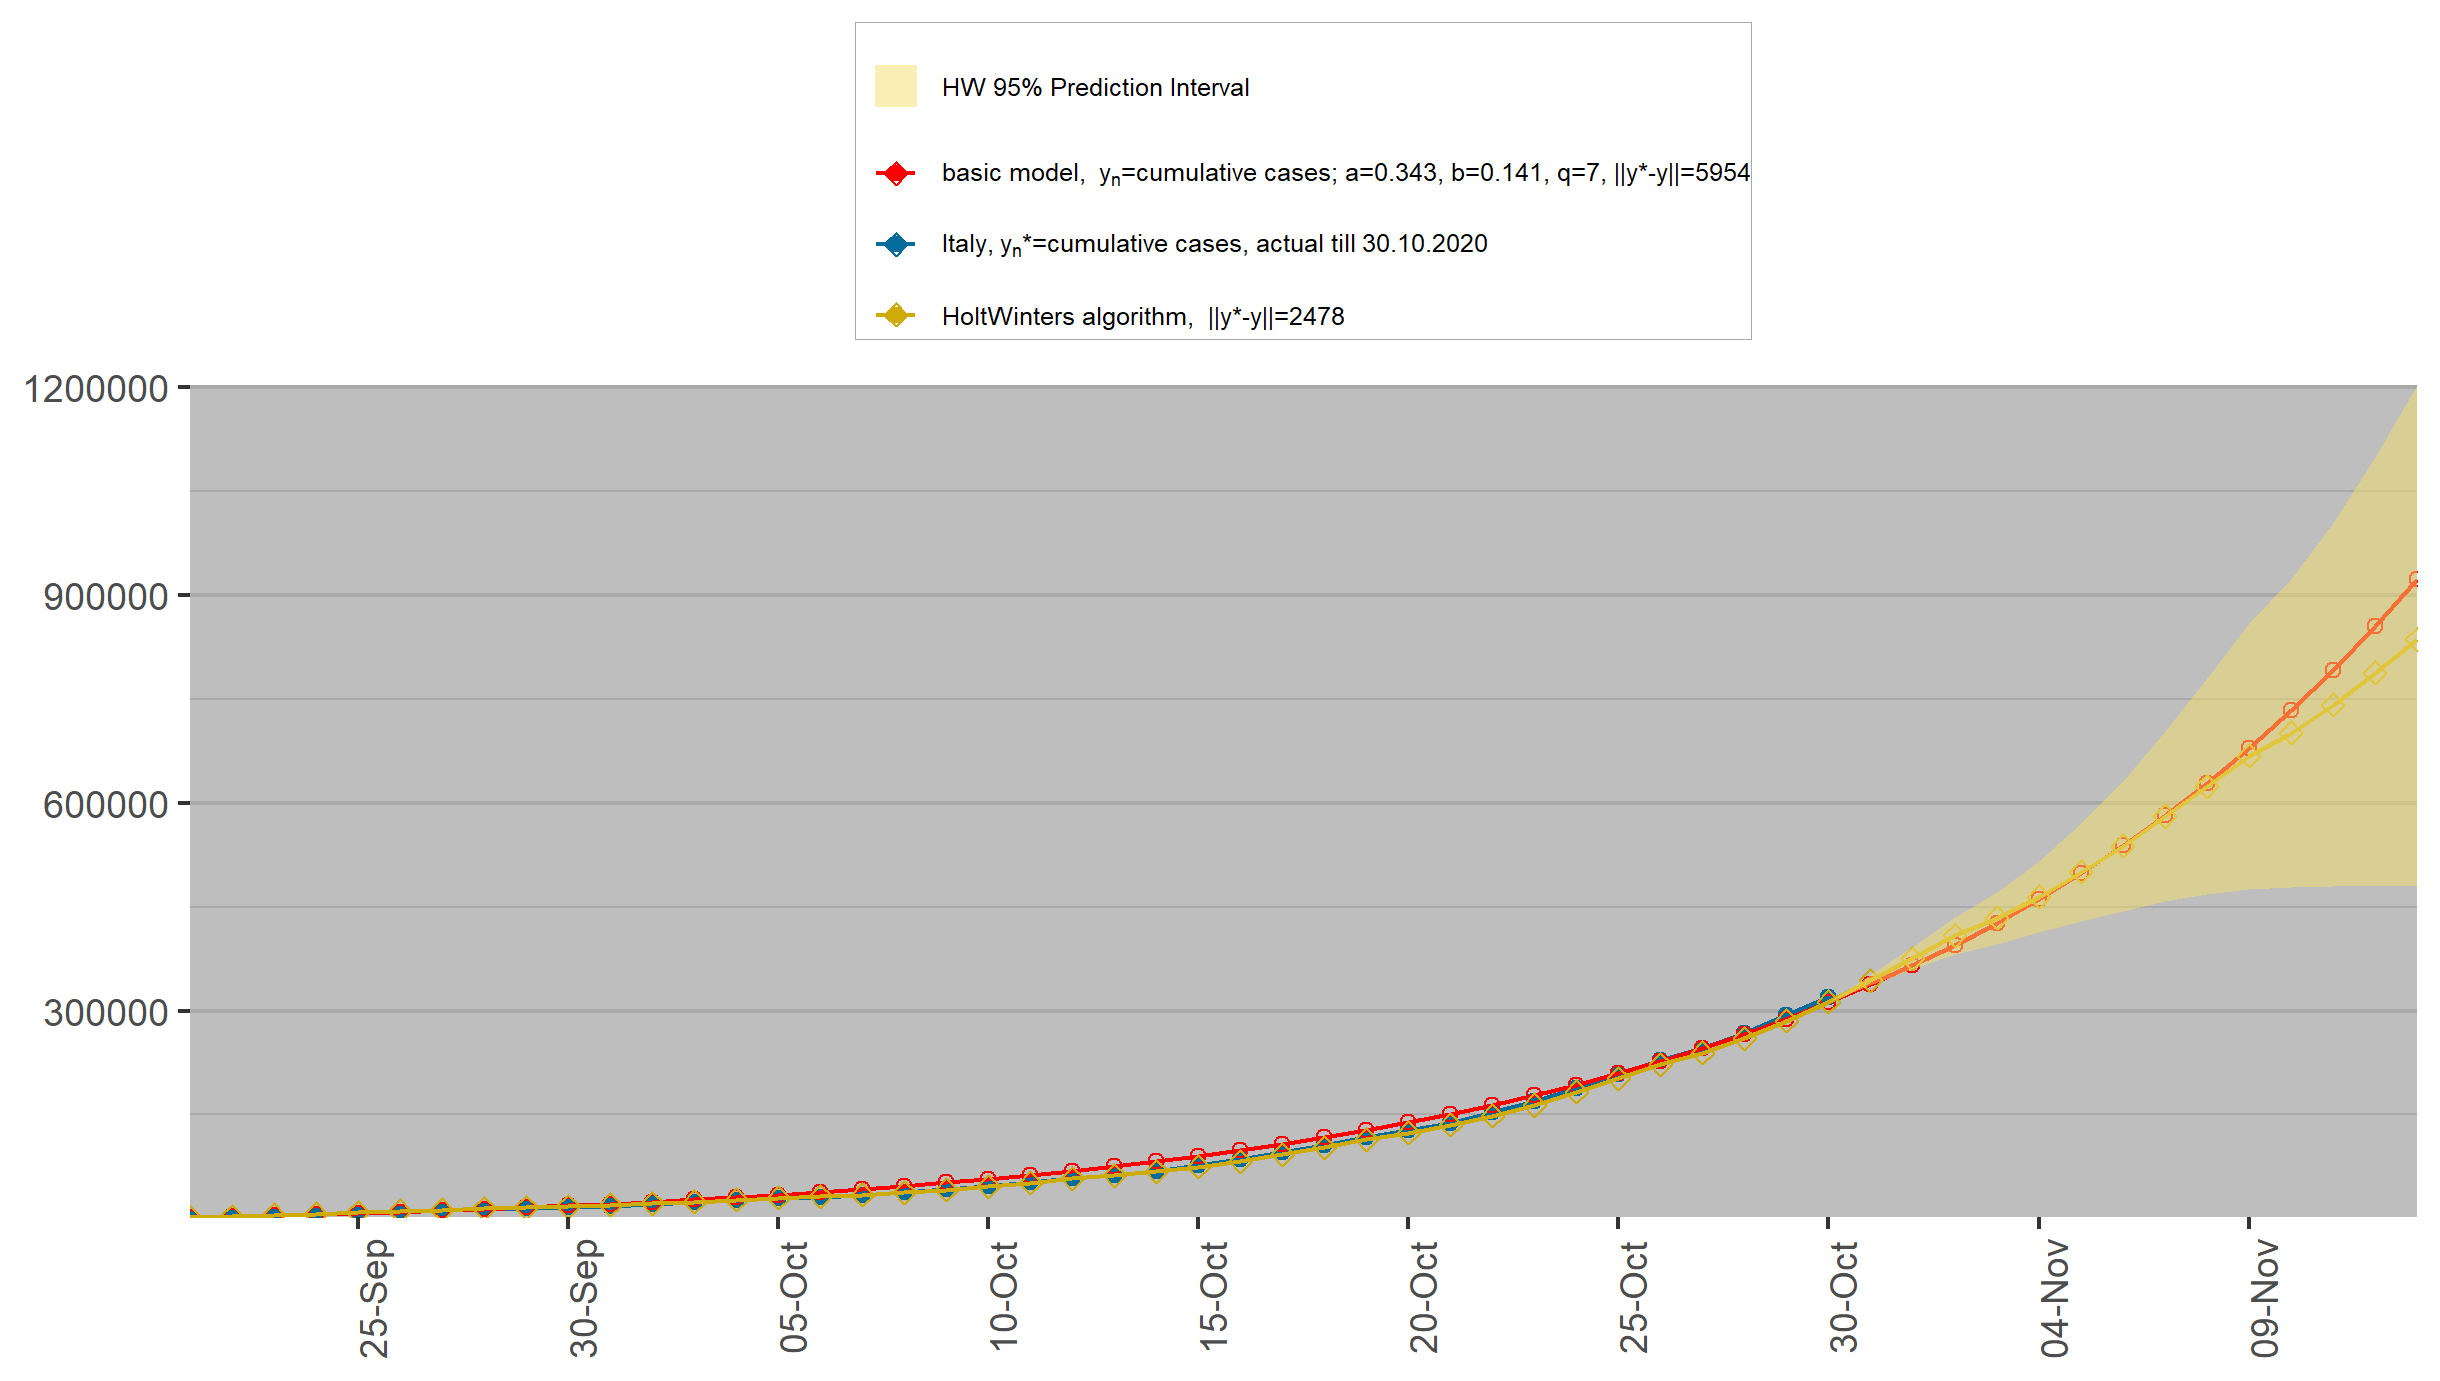 HW 95% Prediction Interval
basic model,  yₙ=cumulative cases; a=0.343, b=0.141, q=7, ||y*-y||=5954
Italy, yₙ*=cumulative cases, actual till 30.10.2020
HoltWinters algorithm,  ||y*-y||=2478
1200000
900000
600000
300000
25-Sep
30-Sep
05-Oct
10-Oct
15-Oct
20-Oct
25-Oct
30-Oct
04-Nov
09-Nov